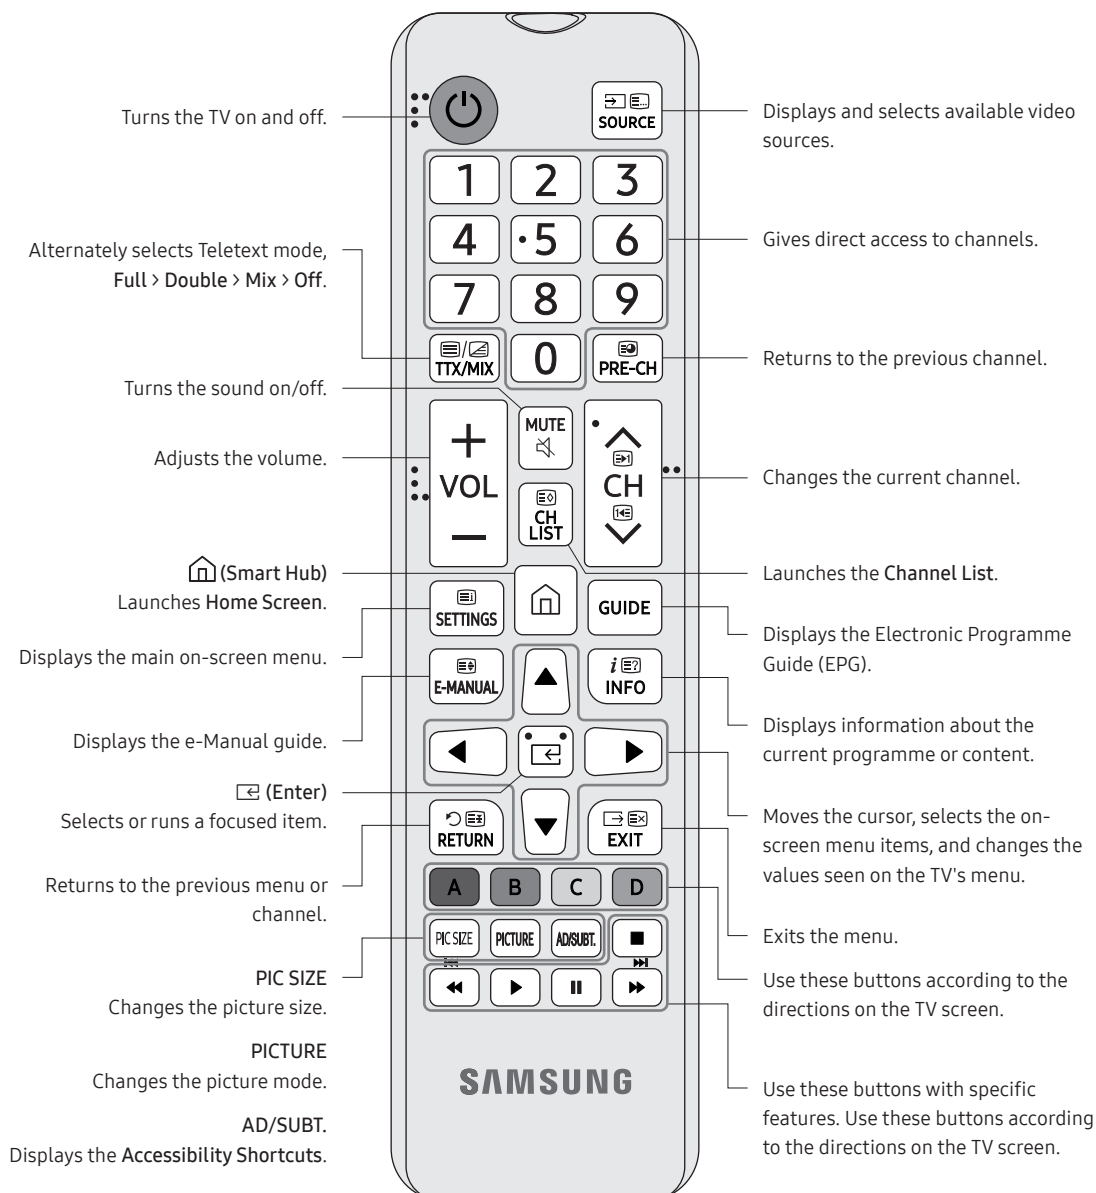 Turns the TV on and off.
Alternately selects Teletext mode,
Full > Double > Mix > Off.
Turns the sound on/off.
Adjusts the volume.
(Smart Hub)
Launches Home Screen.
Displays the main on-screen menu.
Displays the e-Manual guide.
(Enter)
Selects or runs a focused item.
Returns to the previous menu or
channel.
PIC SIZE
Changes the picture size.
PICTURE
Changes the picture mode.
AD/SUBT.
Displays the Accessibility Shortcuts.
SOURCE
1 2 3
4 5 6
7 8 9
TTX/MIX 0 PRE-CH
MUTE
+
VOL
—
CH
CH
LIST
SETTINGS
GUIDE
E-MANUAL
i
INFO
RETURN
EXIT
A B C D
PIC SIZE PICTURE AD/SUBT.
SAMSUNG
Displays and selects available video
sources.
Gives direct access to channels.
Returns to the previous channel.
Changes the current channel.
Launches the Channel List.
Displays the Electronic Programme
Guide (EPG).
Displays information about the
current programme or content.
Moves the cursor, selects the on-
screen menu items, and changes the
values seen on the TV's menu.
Exits the menu.
Use these buttons according to the
directions on the TV screen.
Use these buttons with specific
features. Use these buttons according
to the directions on the TV screen.